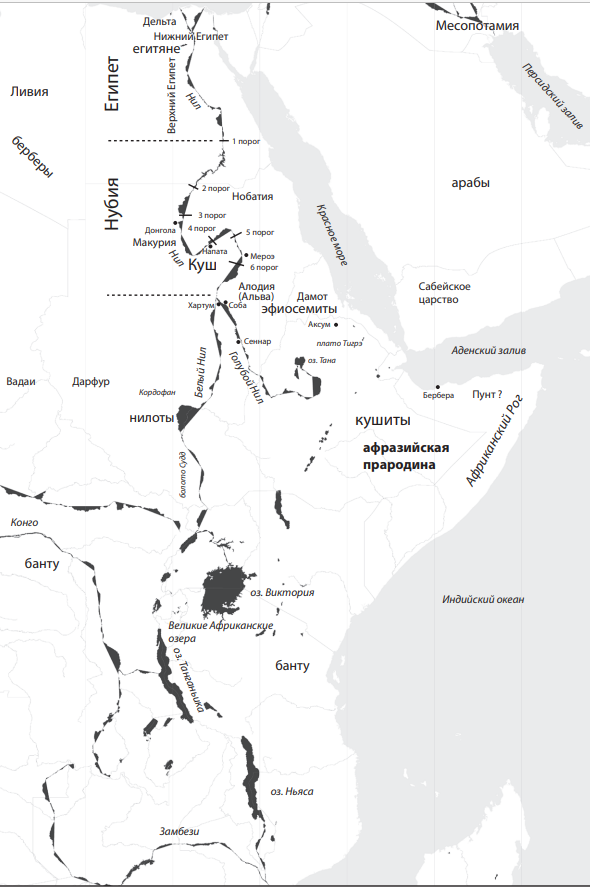 Дельта
Месопотамия
Нижний Египет
егитяне
Египет
Верхний Египет
Персидский залив
Ливия
Нил
берберы
1 порог
арабы
2 порог
Нобатия
Нубия
3 порог
Красное море
Донгола
4 порог
5 порог
Макурия
Напата
Нил
Куш
Мероэ
6 порог
Сабейское
царство
Алодия
(Альва)
Дамот
Хартум
Соба
эфиосемиты
Аксум
Сеннар
плато Тигрэ
Аденский залив
оз. Тана
Белый Нил
Голубой Нил
Вадаи
Дарфур
Кордофан
Бербера
Пунт ?
нилоты
кушиты
Африканский Рог
афразийская
прародина
болото Судд
Конго
банту
оз. Виктория
Индийский океан
Великие Африканские
озера
оз. Танганьика
банту
оз. Ньяса
Замбези